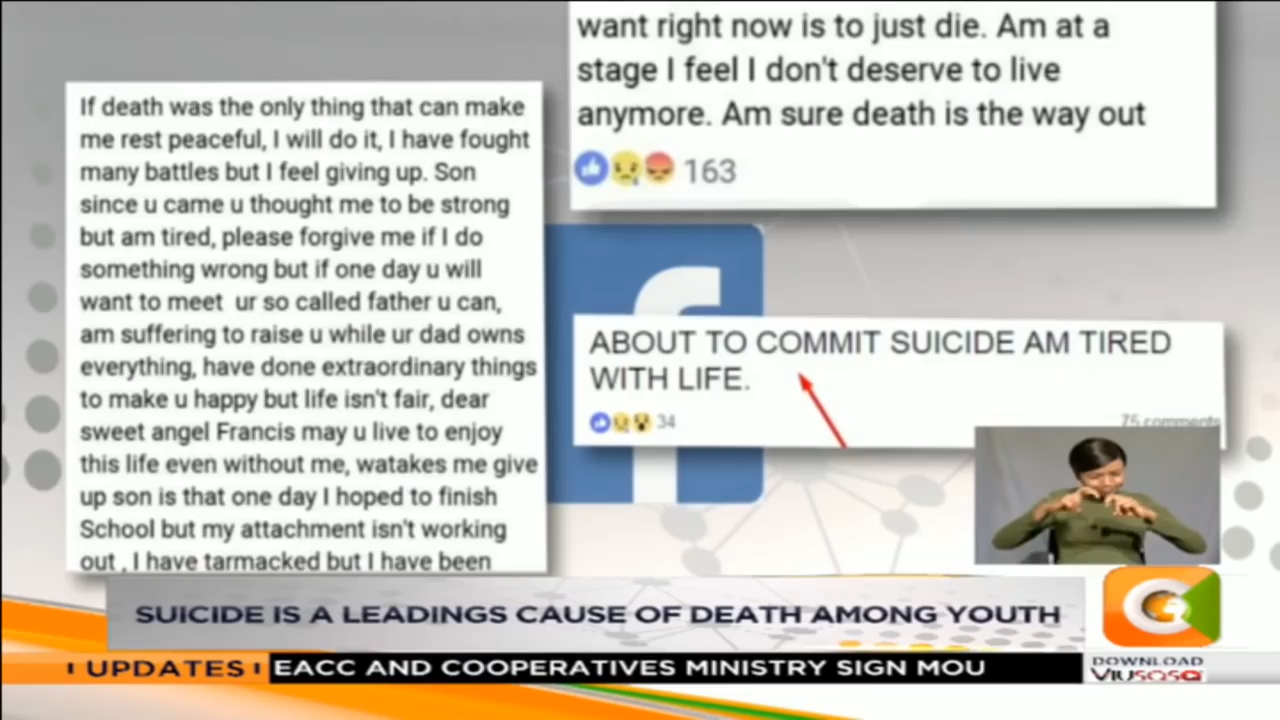 If death was the only thing that can make
me rest peaceful, I will do it, I have fought
many battles but I feel giving up. Son
since u came u thought me to be strong
but am tired, please forgive me if I do
something wrong but if one day u will
want to meet ur so called father u can,
am suffering to raise u while ur dad owns
everything, have done extraordinary things
to make u happy but life isn't fair, dear
sweet angel Francis may u live to enjoy
this life even without me, watakes me give
up son is that one day I hoped to finish
School but my attachment isn't working
out , I have tarmacked but I have been
want right now is to just die. Am at a
stage I feel I don't deserve to live
anymore. Am sure death is the way out
163
ABOUT TO COMMIT SUICIDE AM TIRED
WITH LIFE.
34
75 comments
SUICIDE IS A LEADINGS CAUSE OF DEATH AMONG YOUTH
UPDATES
EACC AND COOPERATIVES MINISTRY SIGN MOU
DOWNLOAD
VIUSASA